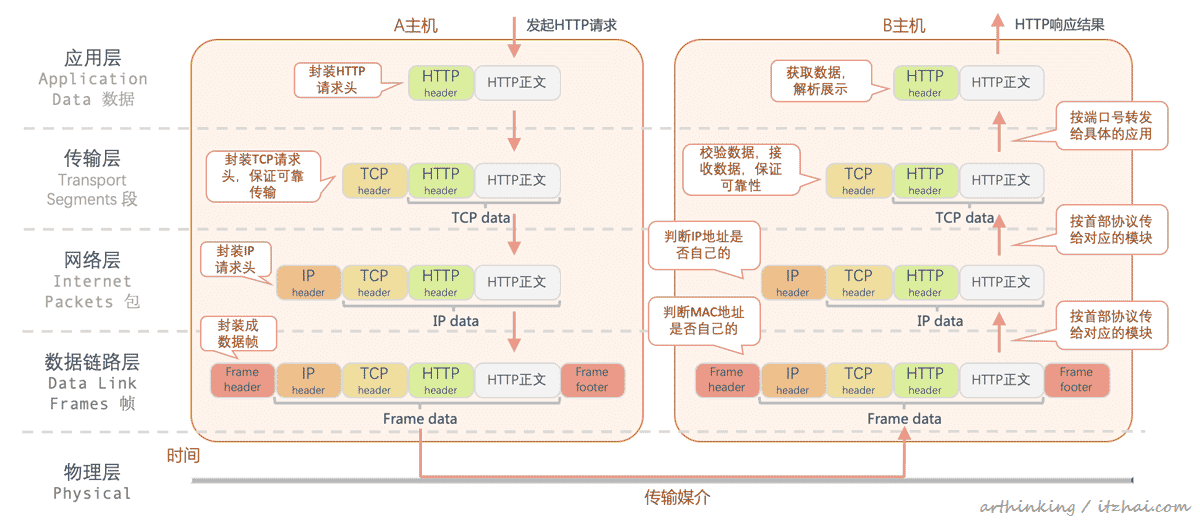 A主机
发起HTTP请求
B主机
HTTP响应结果
应用层
Application
Data 数据
封装HTTP
请求头
HTTP
header
HTTP正文
获取数据，
解析展示
HTTP
header
HTTP正文
按端口号转发
给具体的应用
传输层
Transport
Segments 段
封装TCP请求
头，保证可靠
传输
TCP
header
HTTP
header
HTTP正文
TCP data
校验数据，接
收数据，保证
可靠性
TCP
header
HTTP
header
HTTP正文
TCP data
按首部协议传
给对应的模块
网络层
Internet
Packets 包
封装IP
请求头
IP
header
TCP
header
HTTP
header
HTTP正文
IP data
判断IP地址是
否自己的
IP
header
TCP
header
HTTP
header
HTTP正文
IP data
按首部协议传
给对应的模块
数据链路层
Data Link
Frames 帧
封装成
数据帧
Frame
header
IP
header
TCP
header
HTTP
header
HTTP正文
Frame
footer
Frame data
判断MAC地址
是否自己的
Frame
header
IP
header
TCP
header
HTTP
header
HTTP正文
Frame
footer
Frame data
时间
物理层
Physical
传输媒介
arthinking / itzhai.com